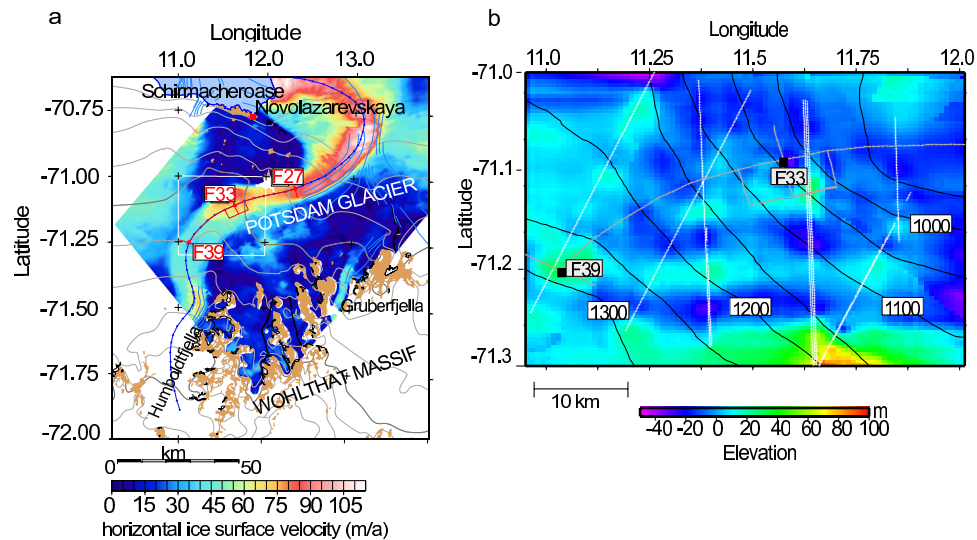 a
Longitude
11.0 12.0 13.0
Latitude
-70.75
-71.00
-71.25
-71.50
-71.75
-72.00
Schirmacheroase
Novolazarevskaya
F27
F33
POTSDAM GLACIER
F39
Gruberfjella
Humboldtfjella
WOHLTHAT MASSIF
km
0 50
0 15 30 45 60 75 90 105
horizontal ice surface velocity (m/a)
b
Longitude
11.0 11.25 11.50 11.75 12.0
Latitude
-71.0
-71.1
-71.2
-71.3
F33
F39
1000
1300
1200
1100
10 km
-40 -20 0 20 40 60 80 100
m
Elevation